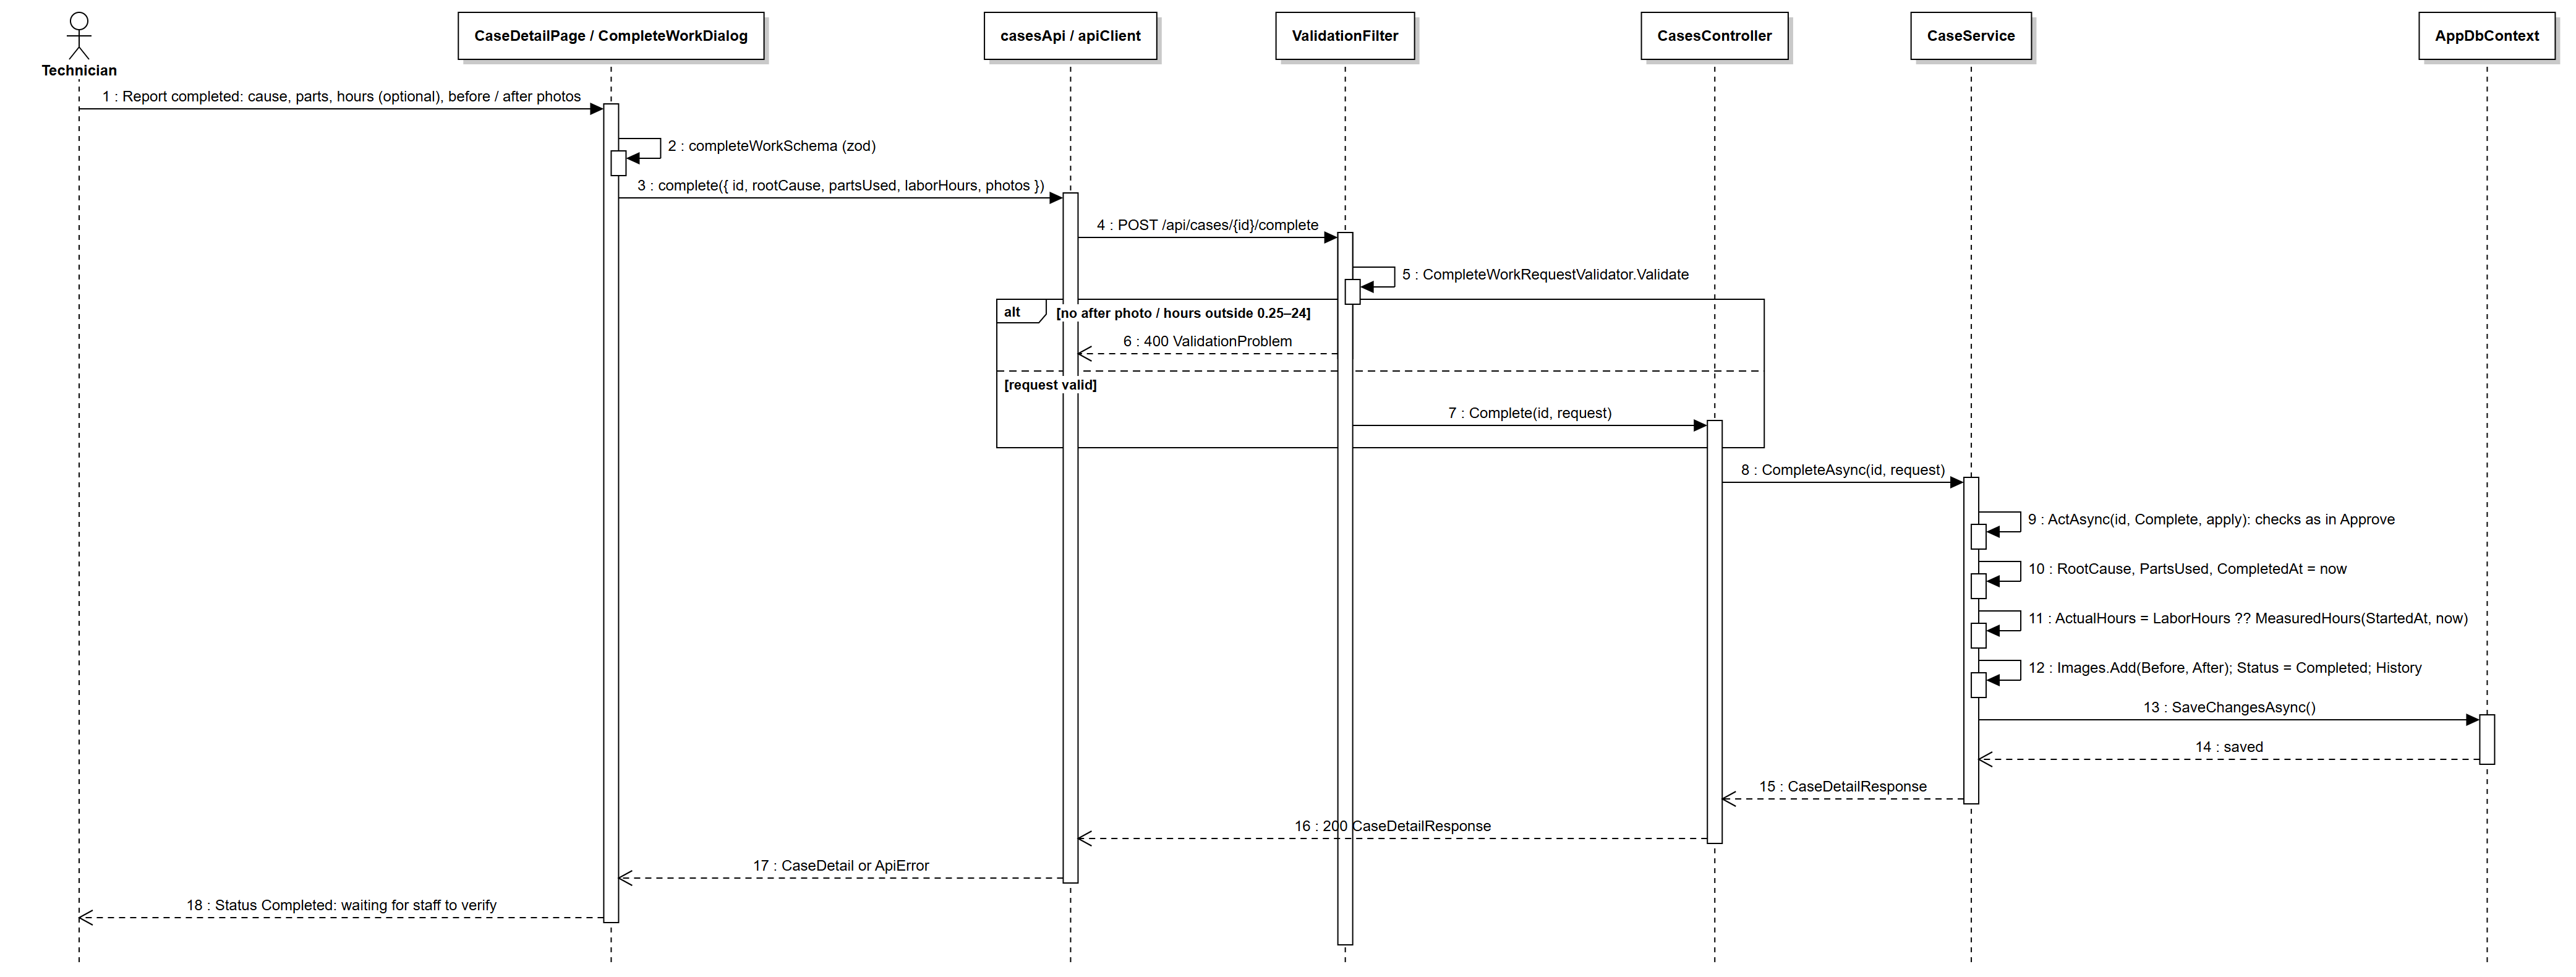 CaseDetailPage / CompleteWorkDialog
casesApi / apiClient
ValidationFilter
CasesController
CaseService
AppDbContext
Technician
1 : Report completed: cause, parts, hours (optional), before / after photos
2 : completeWorkSchema (zod)
3 : complete({ id, rootCause, partsUsed, laborHours, photos })
4 : POST /api/cases/{id}/complete
5 : CompleteWorkRequestValidator.Validate
alt
[no after photo / hours outside 0.25–24]
6 : 400 ValidationProblem
[request valid]
7 : Complete(id, request)
8 : CompleteAsync(id, request)
9 : ActAsync(id, Complete, apply): checks as in Approve
10 : RootCause, PartsUsed, CompletedAt = now
11 : ActualHours = LaborHours ?? MeasuredHours(StartedAt, now)
12 : Images.Add(Before, After); Status = Completed; History
13 : SaveChangesAsync()
14 : saved
15 : CaseDetailResponse
16 : 200 CaseDetailResponse
17 : CaseDetail or ApiError
18 : Status Completed: waiting for staff to verify